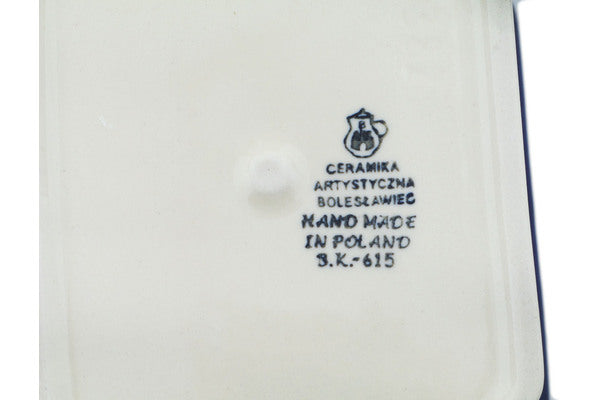 B
CERAMIKA
ARTYSTYCZNA
BOLESŁAWIEC
HAND MADE
IN POLAND
B.K.-615